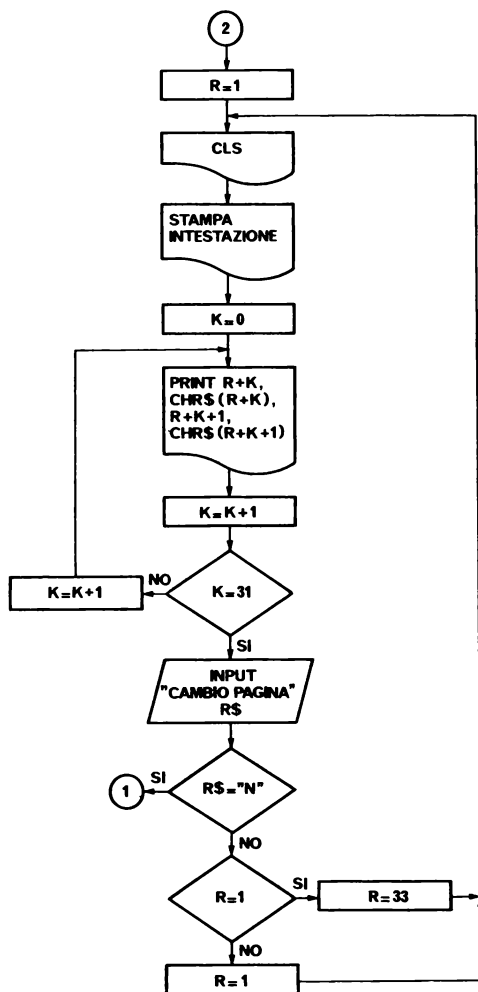 2
R=1
CLS
STAMPA
INTESTAZIONE
K=0
PRINT R+K,
CHR$(R+K),
R+K+1,
CHR$(R+K+1)
K=K+1
K=31
NO
K=K+1
SI
INPUT
"CAMBIO PAGINA"
R$
R$="N"
SI
1
NO
R=1
SI
R=33
NO
R=1